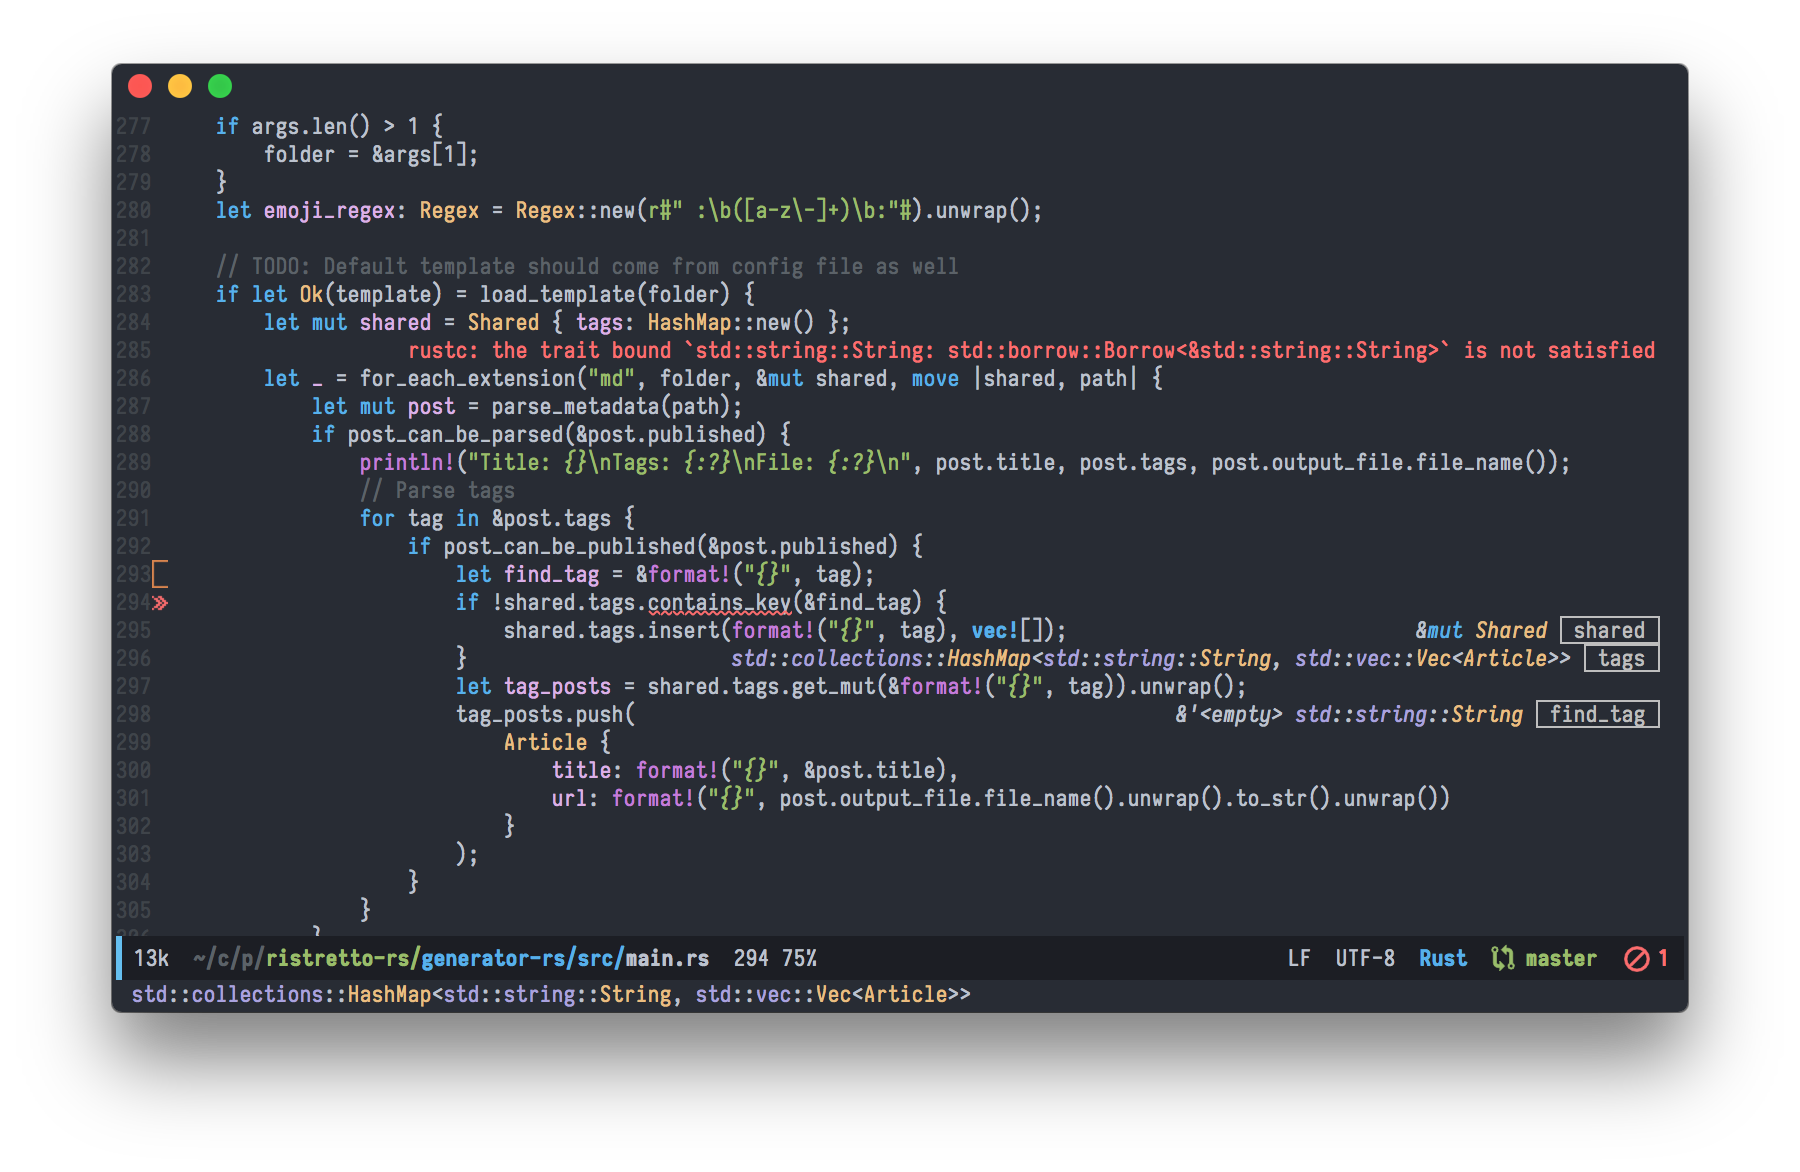 277     if args.len() > 1 {
278         folder = &args[1];
279     }
280     let emoji_regex: Regex = Regex::new(r#" :\b([a-z\-]+)\b:"#).unwrap();
281
282     // TODO: Default template should come from config file as well
283     if let Ok(template) = load_template(folder) {
284         let mut shared = Shared { tags: HashMap::new() };
285                     rustc: the trait bound `std::string::String: std::borrow::Borrow<&std::string::String>` is not satisfied
286         let _ = for_each_extension("md", folder, &mut shared, move |shared, path| {
287             let mut post = parse_metadata(path);
288             if post_can_be_parsed(&post.published) {
289                 println!("Title: {}\nTags: {:?}\nFile: {:?}\n", post.title, post.tags, post.output_file.file_name());
290                 // Parse tags
291                 for tag in &post.tags {
292                     if post_can_be_published(&post.published) {
293                         let find_tag = &format!("{}", tag);
294                         if !shared.tags.contains_key(&find_tag) {
295                             shared.tags.insert(format!("{}", tag), vec![]); &mut Shared shared
296                         } std::collections::HashMap<std::string::String, std::vec::Vec<Article>> tags
297                         let tag_posts = shared.tags.get_mut(&format!("{}", tag)).unwrap();
298                         tag_posts.push( &'<empty> std::string::String find_tag
299                             Article {
300                                 title: format!("{}", &post.title),
301                                 url: format!("{}", post.output_file.file_name().unwrap().to_str().unwrap())
302                             }
303                         );
304                     }
305                 }
306             }
13k ~/c/p/ristretto-rs/generator-rs/src/main.rs 294 75% LF UTF-8 Rust master 1
std::collections::HashMap<std::string::String, std::vec::Vec<Article>>